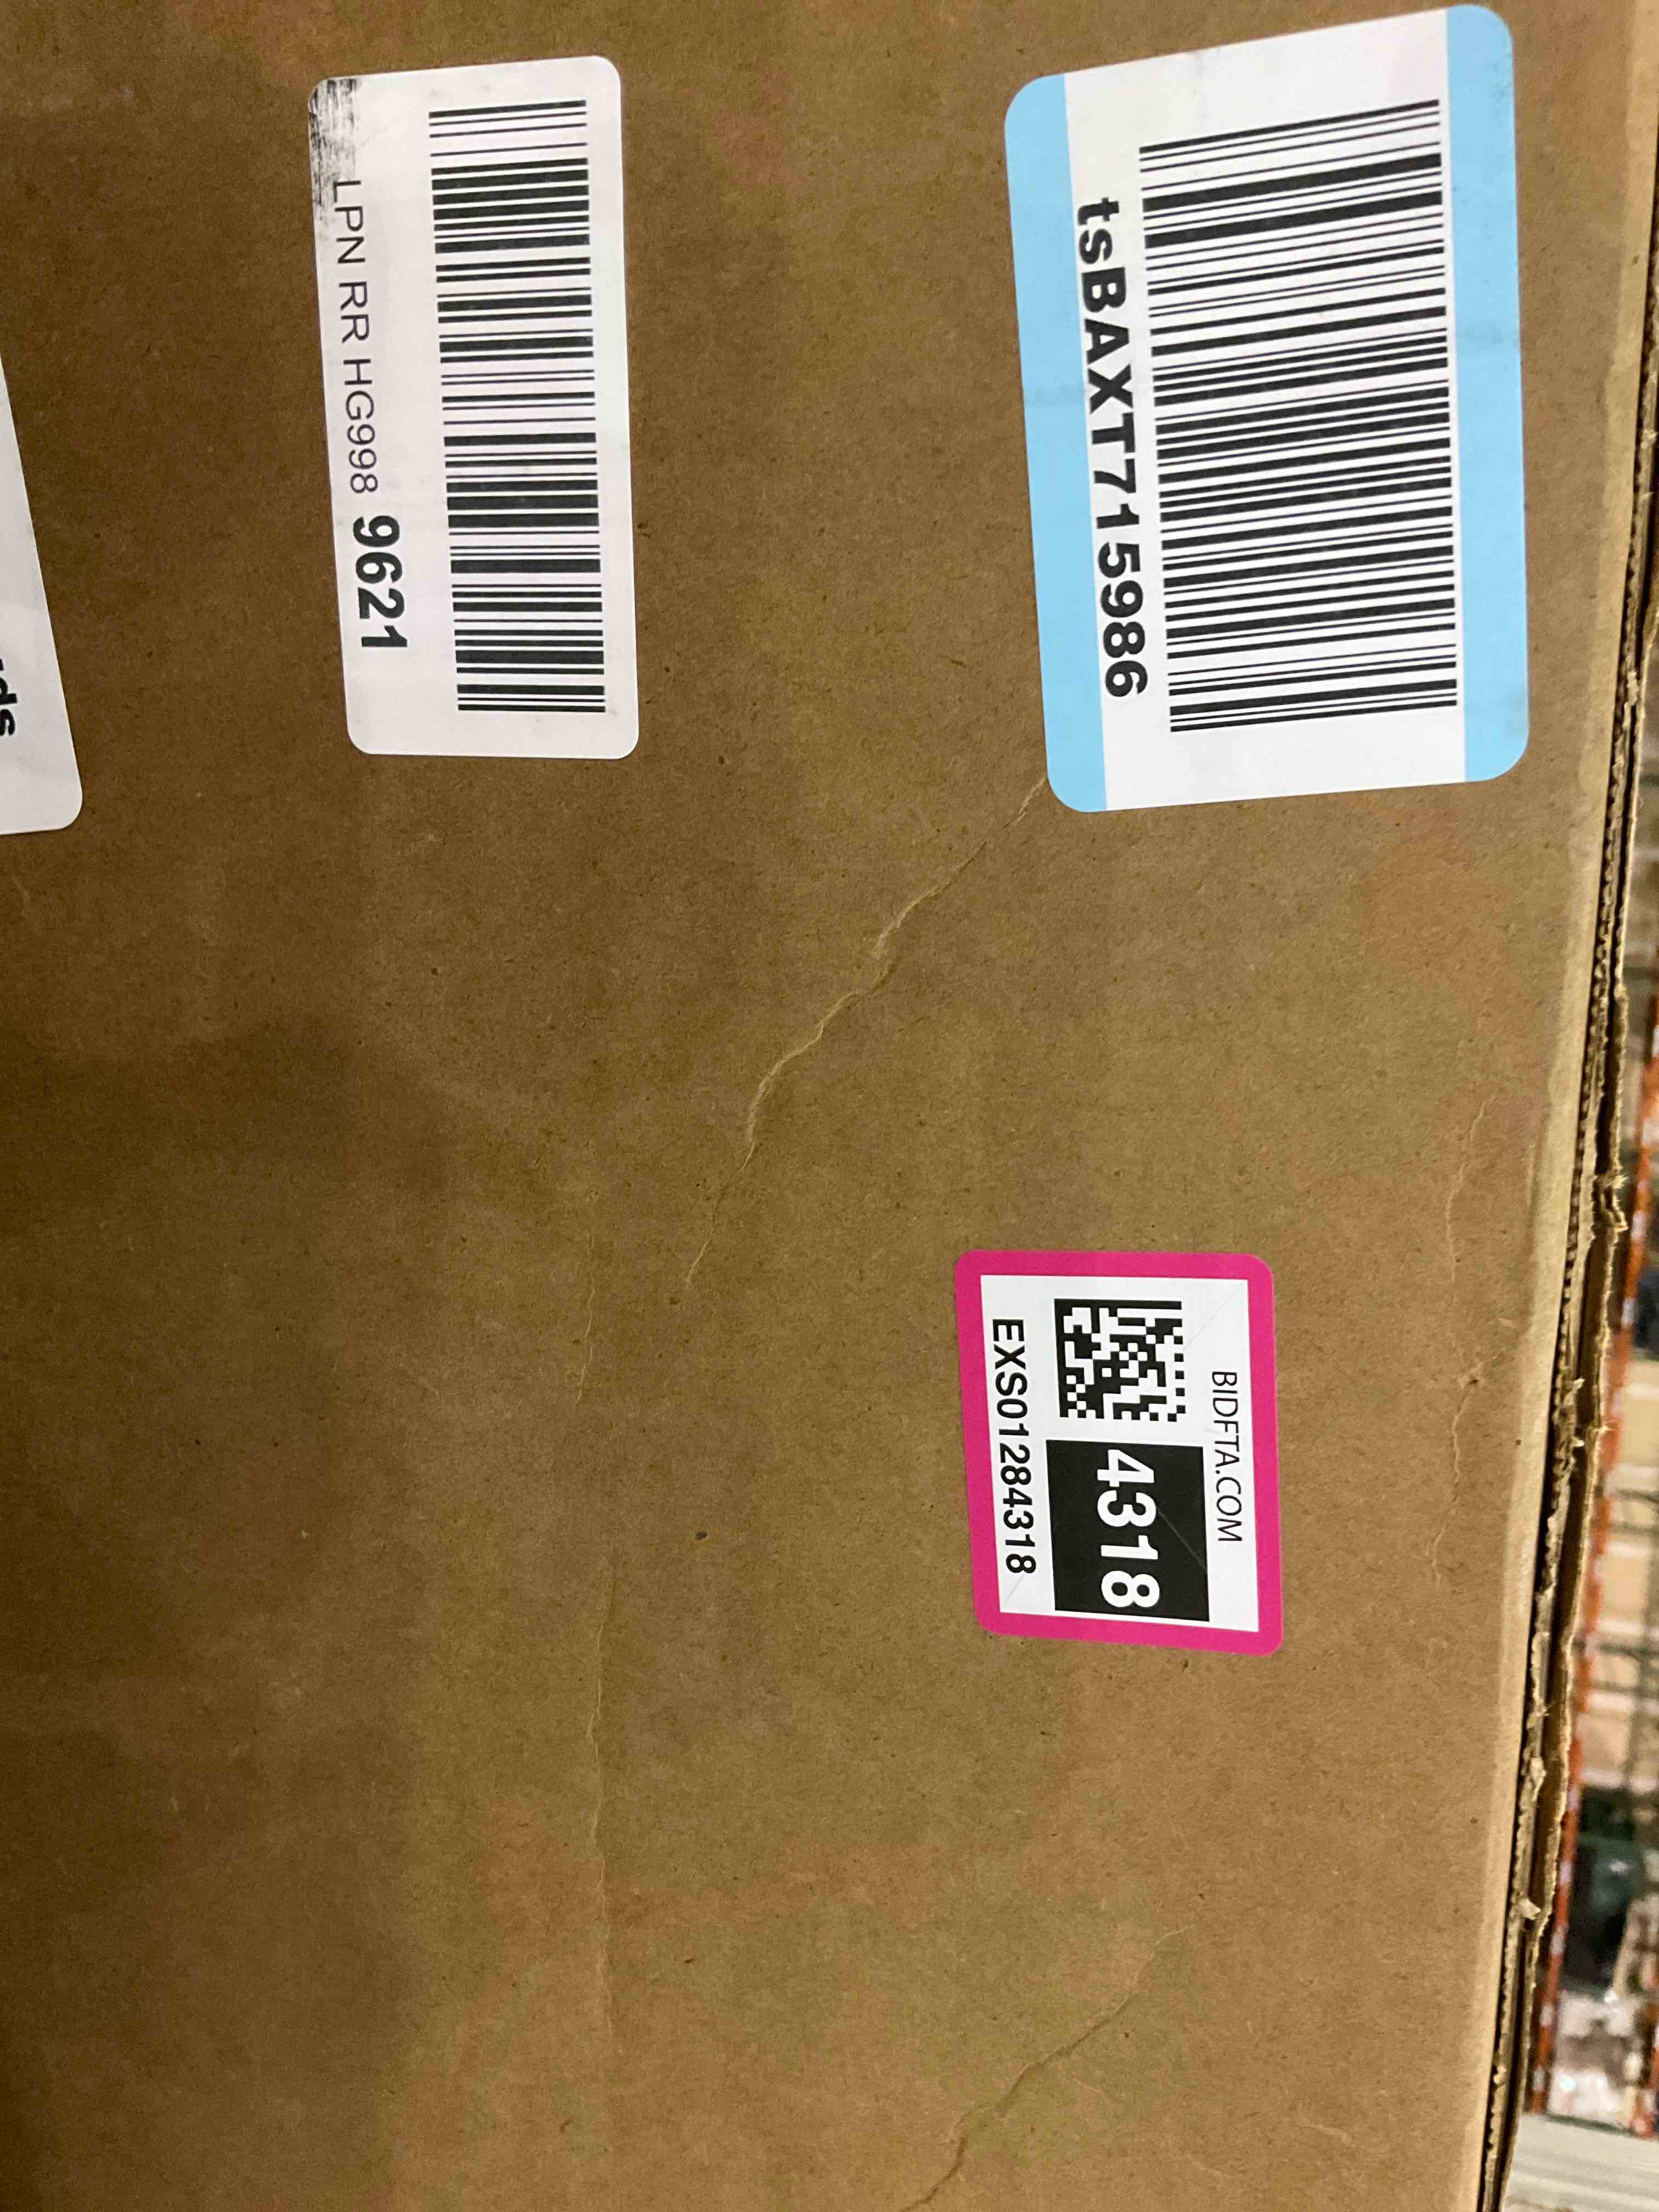 tsBAXT715986
LPN RR HG998 9621
BIDFTA.COM
4318
EXS01284318